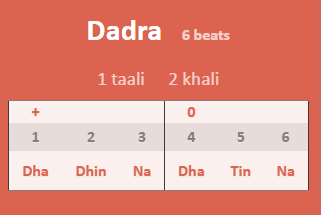 Dadra 6 beats
1 taali 2 khali
+ 0
1 2 3 4 5 6
Dha Dhin Na Dha Tin Na